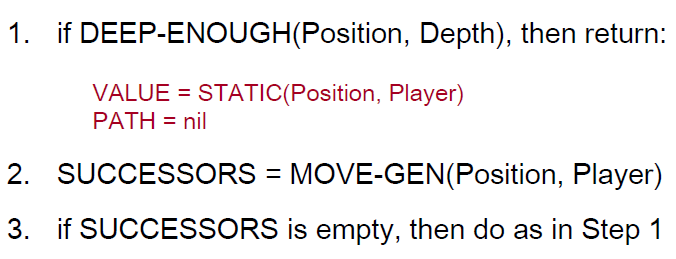 1. if DEEP-ENOUGH(Position, Depth), then return:
VALUE = STATIC(Position, Player)
PATH = nil
2. SUCCESSORS = MOVE-GEN(Position, Player)
3. if SUCCESSORS is empty, then do as in Step 1